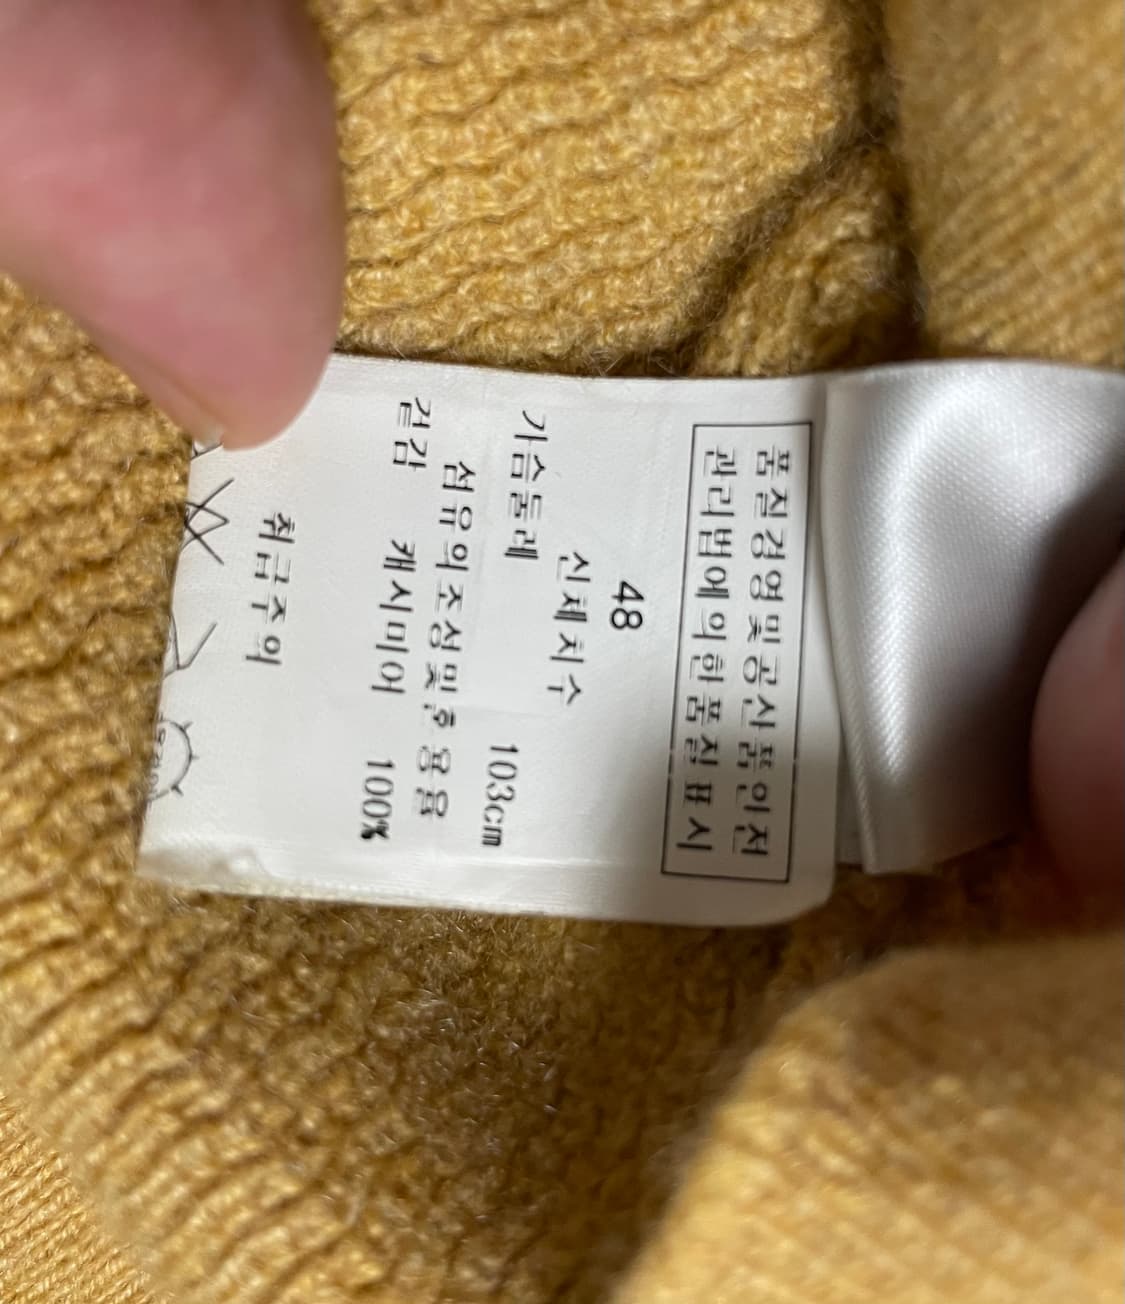 품질경영및공산품안전
관리법에의한품질표시
48
신체치수
가슴둘레 103cm
섬유의조성및혼용율
겉감 캐시미어 100%
취급주의